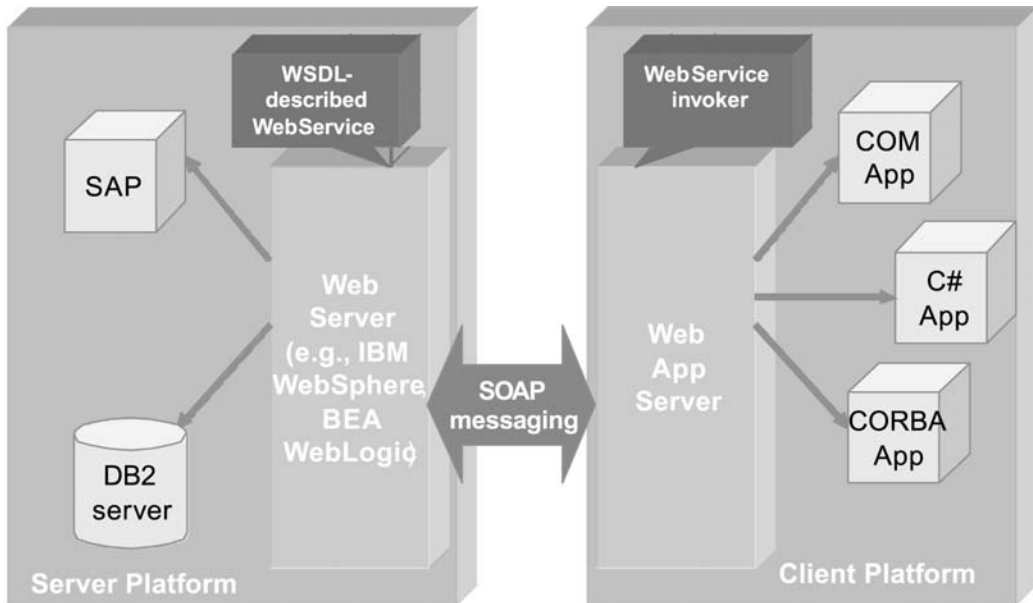 WSDL-
described
WebService
SAP
Web
Server
(e.g., IBM
WebSphere,
BEA
WebLogic)
DB2
server
Server Platform
SOAP
messaging
WebService
invoker
Web
App
Server
COM
App
C#
App
CORBA
App
Client Platform